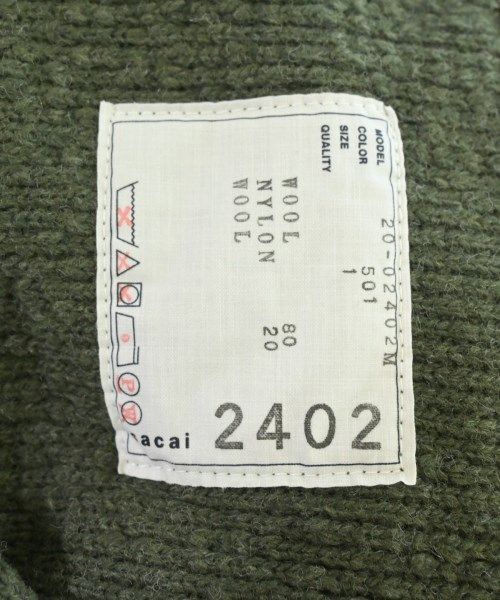 MODEL 20-02402M
COLOR 501
SIZE 1
QUALITY
WOOL 80
NYLON 20
WOOL
P
W
acai 2402